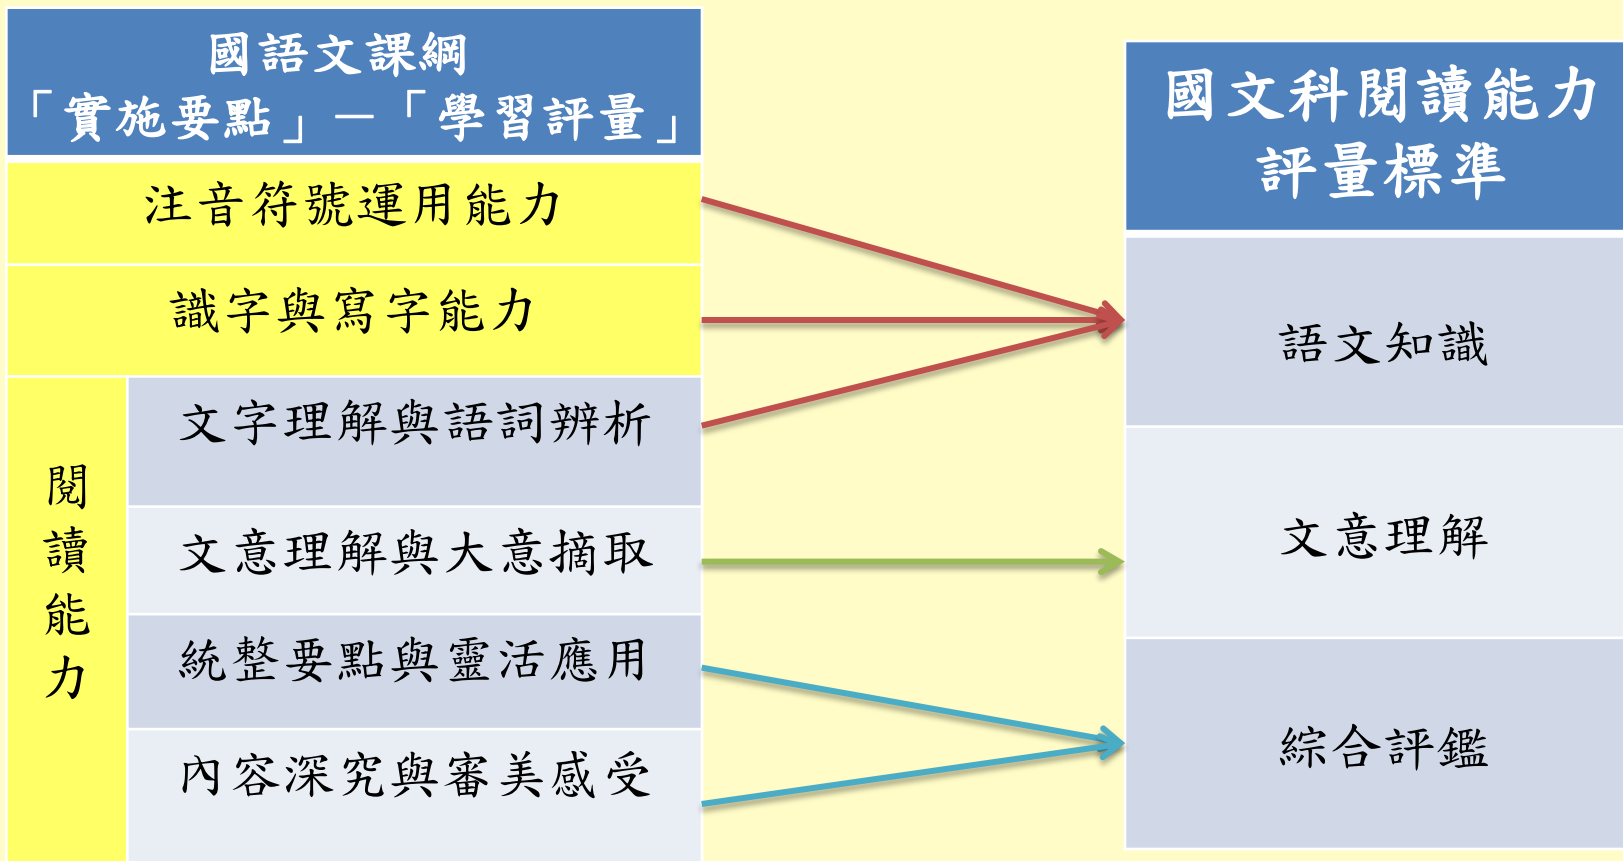 國語文課綱
「實施要點」－「學習評量」
注音符號運用能力
識字與寫字能力
閱讀能力
文字理解與語詞辨析
文意理解與大意摘取
統整要點與靈活應用
內容深究與審美感受
國文科閱讀能力
評量標準
語文知識
文意理解
綜合評鑑